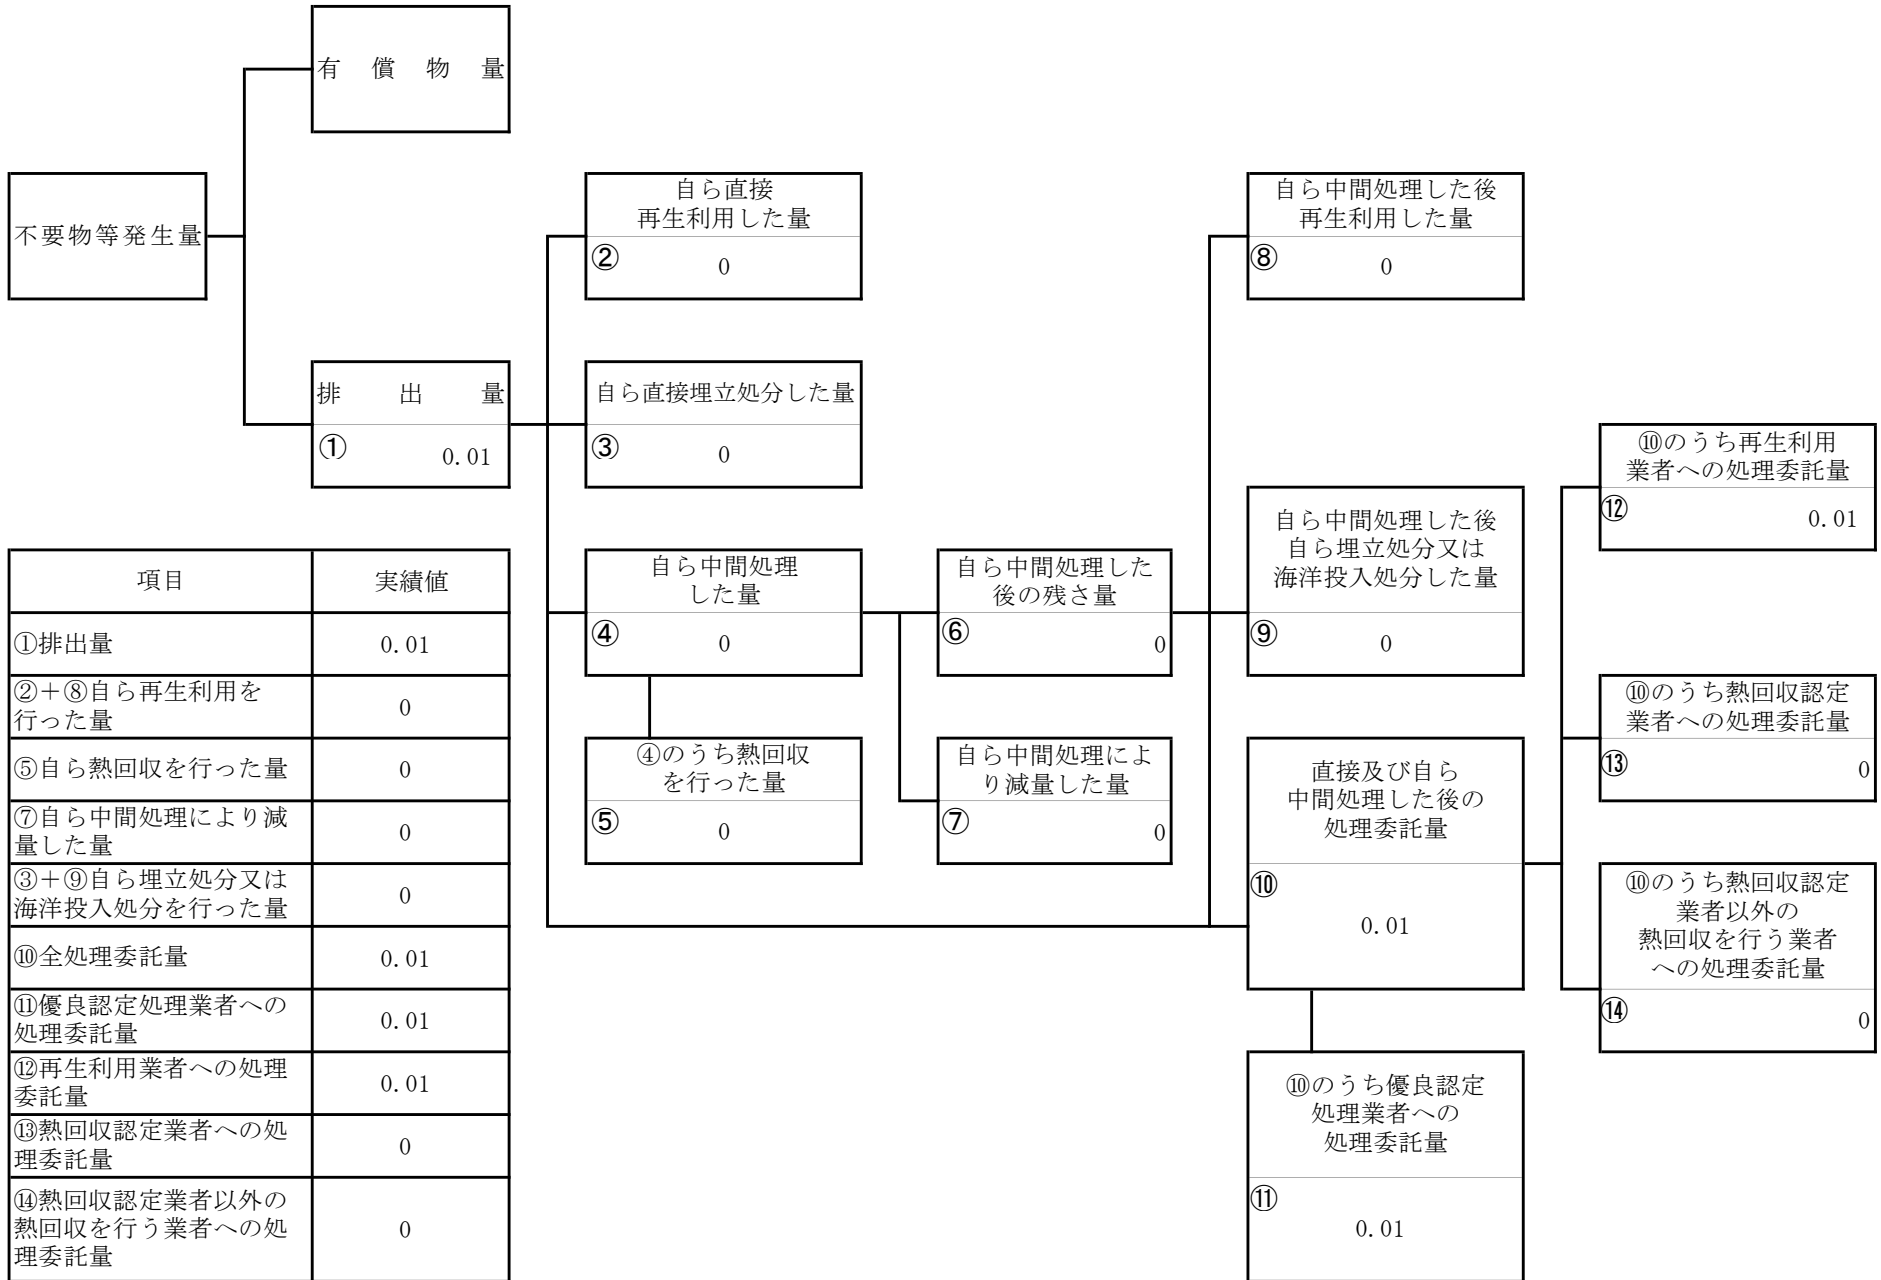 有償物量
不要物等発生量
排出量
① 0.01
自ら直接
再生利用した量
② 0
自ら直接埋立処分した量
③ 0
自ら中間処理
した量
④ 0
④のうち熱回収
を行った量
⑤ 0
自ら中間処理した
後の残さ量
⑥ 0
自ら中間処理によ
り減量した量
⑦ 0
自ら中間処理した後
再生利用した量
⑧ 0
自ら中間処理した後
自ら埋立処分又は
海洋投入処分した量
⑨ 0
直接及び自ら
中間処理した後の
処理委託量
⑩
0.01
⑩のうち優良認定
処理業者への
処理委託量
⑪
0.01
⑩のうち再生利用
業者への処理委託量
⑫ 0.01
⑩のうち熱回収認定
業者への処理委託量
⑬ 0
⑩のうち熱回収認定
業者以外の
熱回収を行う業者
への処理委託量
⑭ 0
項目 実績値
①排出量 0.01
②+⑧自ら再生利用を
行った量 0
⑤自ら熱回収を行った量 0
⑦自ら中間処理により減
量した量 0
③+⑨自ら埋立処分又は
海洋投入処分を行った量 0
⑩全処理委託量 0.01
⑪優良認定処理業者への
処理委託量 0.01
⑫再生利用業者への処理
委託量 0.01
⑬熱回収認定業者への処
理委託量 0
⑭熱回収認定業者以外の
熱回収を行う業者への処
理委託量 0